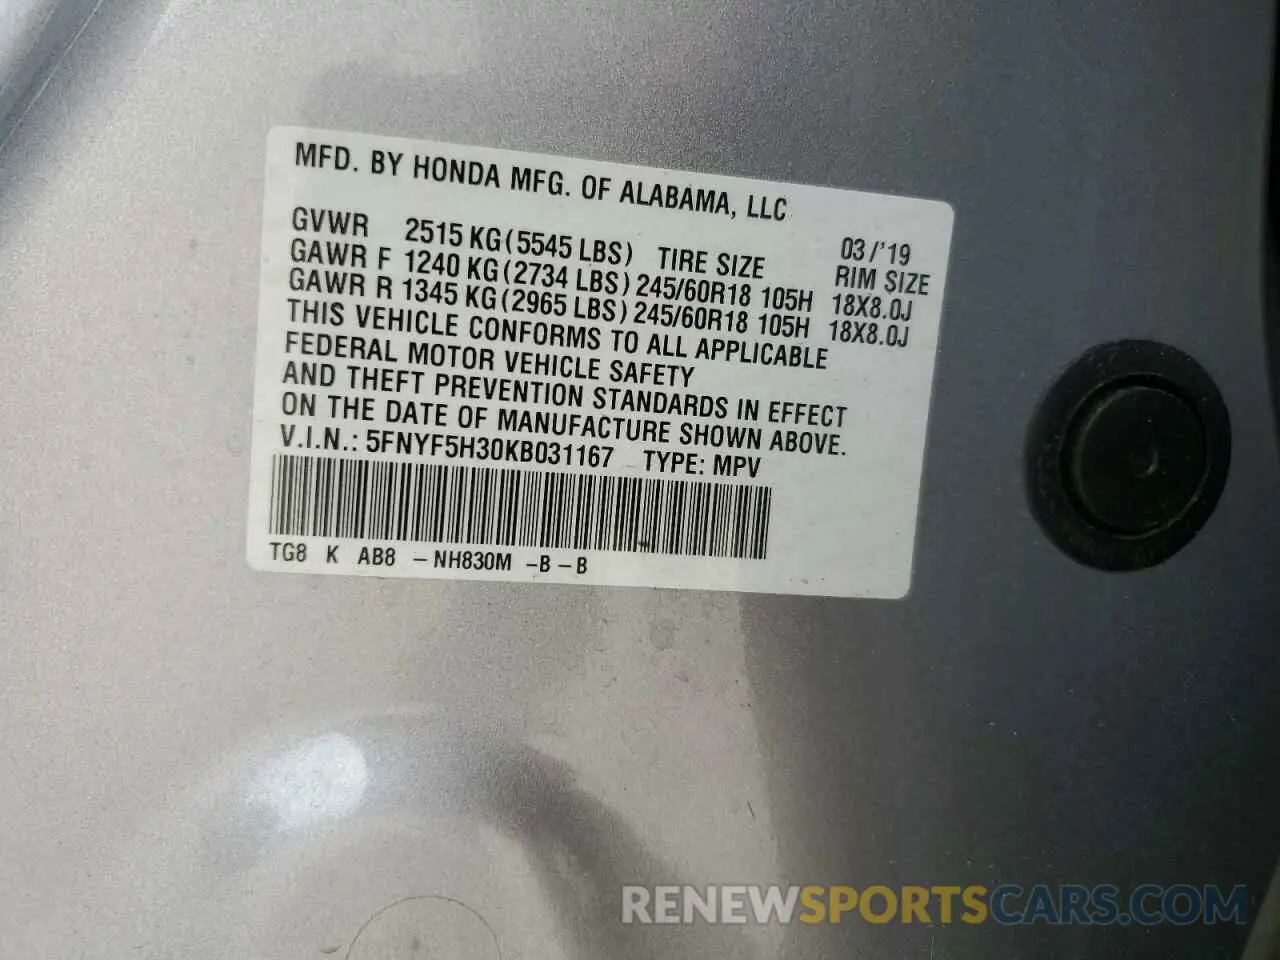 MFD. BY HONDA MFG. OF ALABAMA, LLC
03/'19
GVWR 2515 KG (5545 LBS) TIRE SIZE RIM SIZE
GAWR F 1240 KG (2734 LBS) 245/60R18 105H 18X8.0J
GAWR R 1345 KG (2965 LBS) 245/60R18 105H 18X8.0J
THIS VEHICLE CONFORMS TO ALL APPLICABLE
FEDERAL MOTOR VEHICLE SAFETY
AND THEFT PREVENTION STANDARDS IN EFFECT
ON THE DATE OF MANUFACTURE SHOWN ABOVE.
V.I.N.: 5FNYF5H30KB031167 TYPE: MPV
TG8 K AB8 -NH830M -B-B
RENEWSPORTSCARS.COM